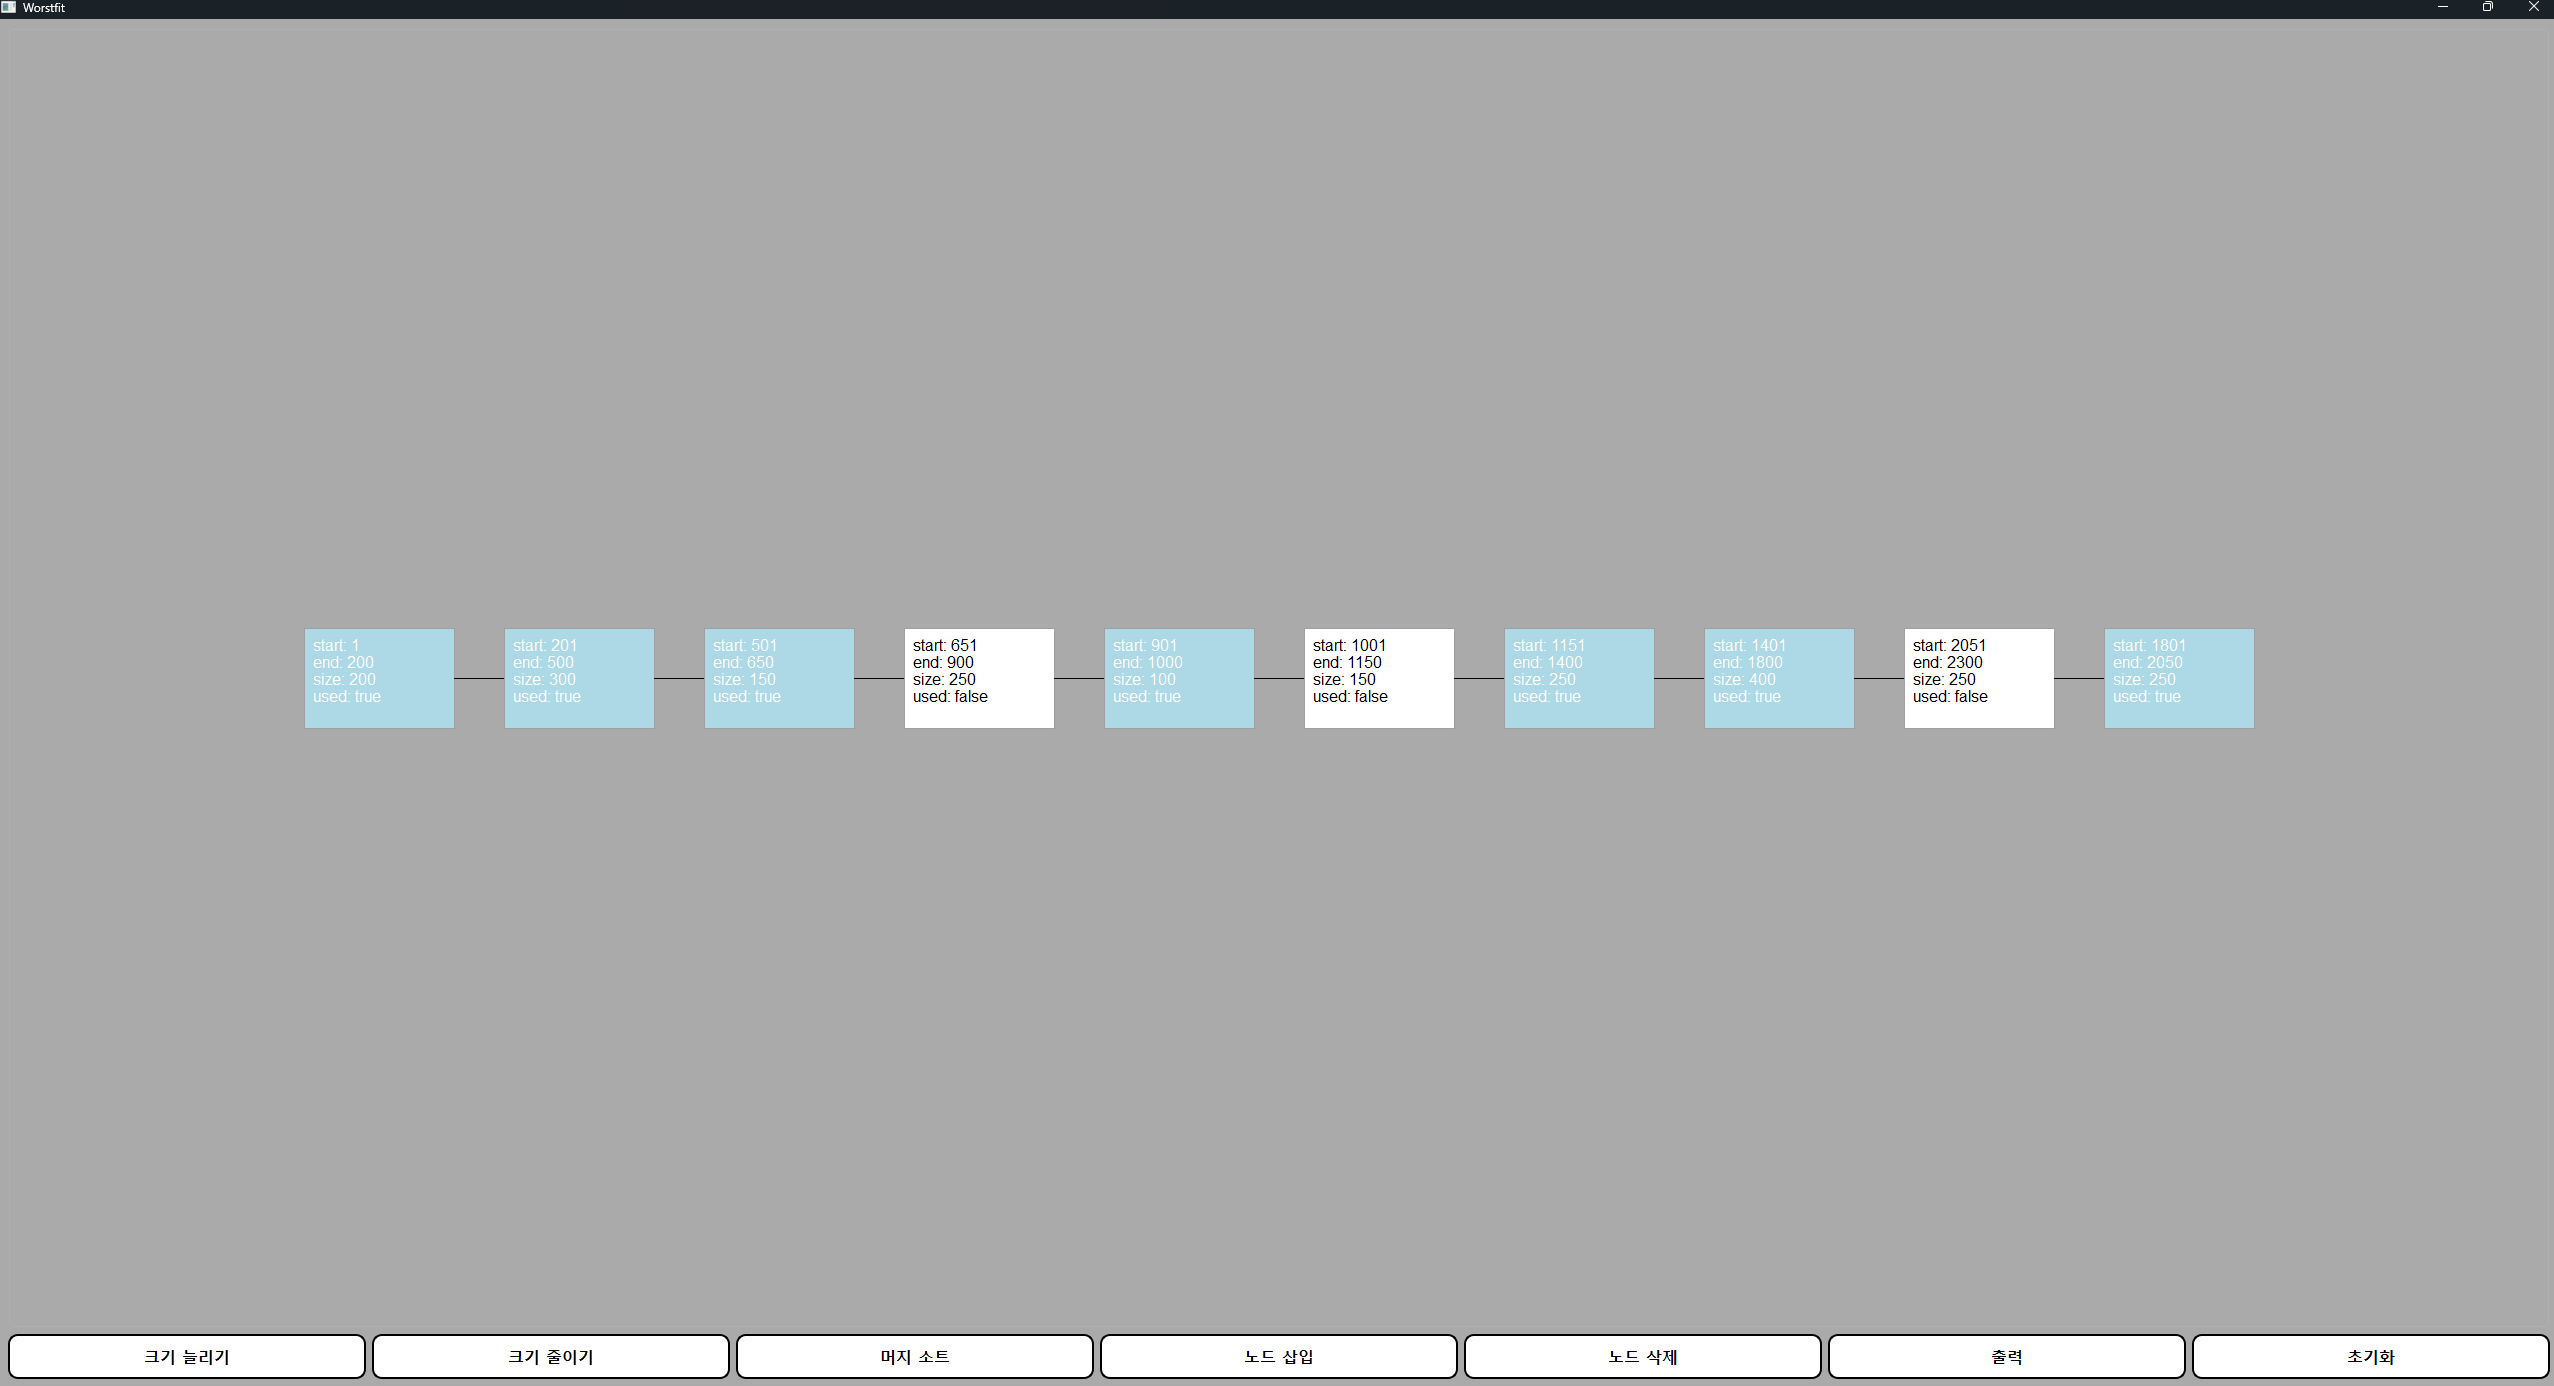 Worstfit
start: 1
end: 200
size: 200
used: true
start: 201
end: 500
size: 300
used: true
start: 501
end: 650
size: 150
used: true
start: 651
end: 900
size: 250
used: false
start: 901
end: 1000
size: 100
used: true
start: 1001
end: 1150
size: 150
used: false
start: 1151
end: 1400
size: 250
used: true
start: 1401
end: 1800
size: 400
used: true
start: 2051
end: 2300
size: 250
used: false
start: 1801
end: 2050
size: 250
used: true
크기 늘리기
크기 줄이기
머지 소트
노드 삽입
노드 삭제
출력
초기화